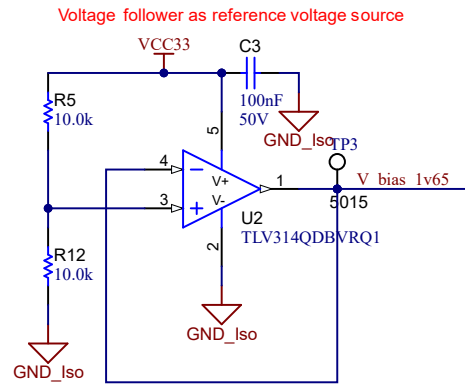 Voltage follower as reference voltage source
VCC33
C3
100nF
50V
GND_Iso
R5
10.0k
5
TP3
4
V+
1
V_bias_1v65
5015
3
V-
U2
TLV314QDBVRQ1
2
R12
10.0k
GND_Iso
GND_Iso